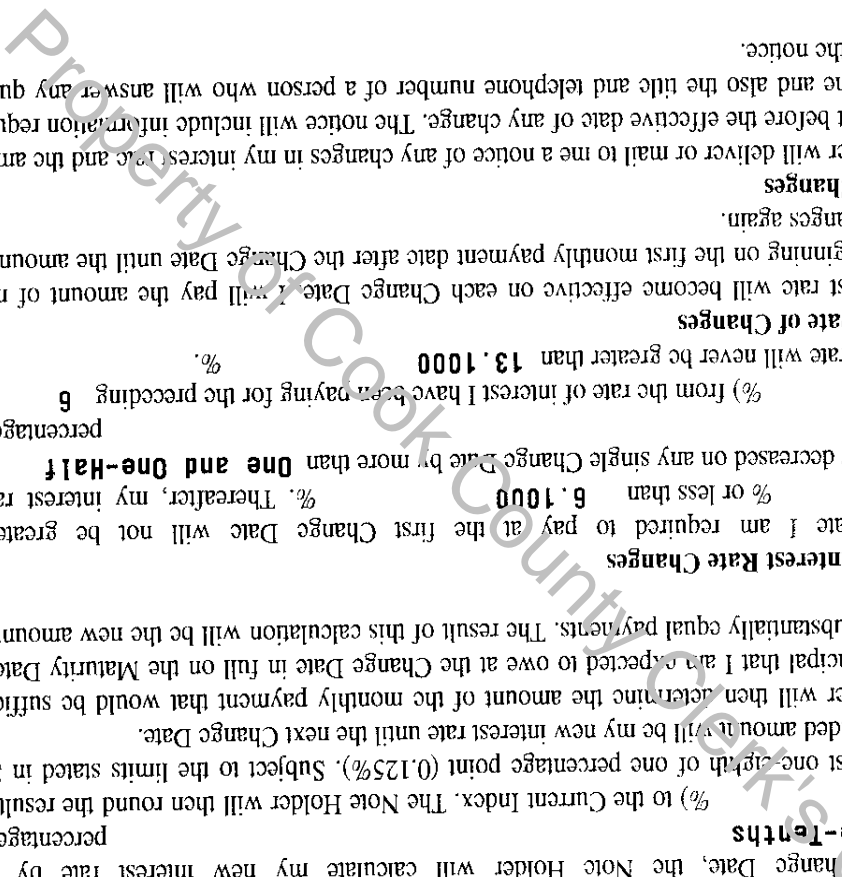 hange Date, the Note Holder will calculate my new interest rate by
e-Tenths percentage
%) to the Current Index. The Note Holder will then round the result
st one-eighth of one percentage point (0.125%). Subject to the limits stated in
ded amount will be my new interest rate until the next Change Date.
er will then determine the amount of the monthly payment that would be suffic
ncipal that I am expected to owe at the Change Date in full on the Maturity Date
ubstantially equal payments. The result of this calculation will be the new amoun
nterest Rate Changes
ate I am required to pay at the first Change Date will not be greate
% or less than 6.1000 %. Thereafter, my interest ra
decreased on any single Change Date by more than One and One-Half
percentage
%) from the rate of interest I have been paying for the preceding 6
rate will never be greater than 13.1000 %.
ate of Changes
st rate will become effective on each Change Date. I will pay the amount of n
ginning on the first monthly payment date after the Change Date until the amoun
anges again.
hanges
er will deliver or mail to me a notice of any changes in my interest rate and the am
t before the effective date of any change. The notice will include information requ
ne and also the title and telephone number of a person who will answer any qu
the notice.
Property of Cook County Clerk's